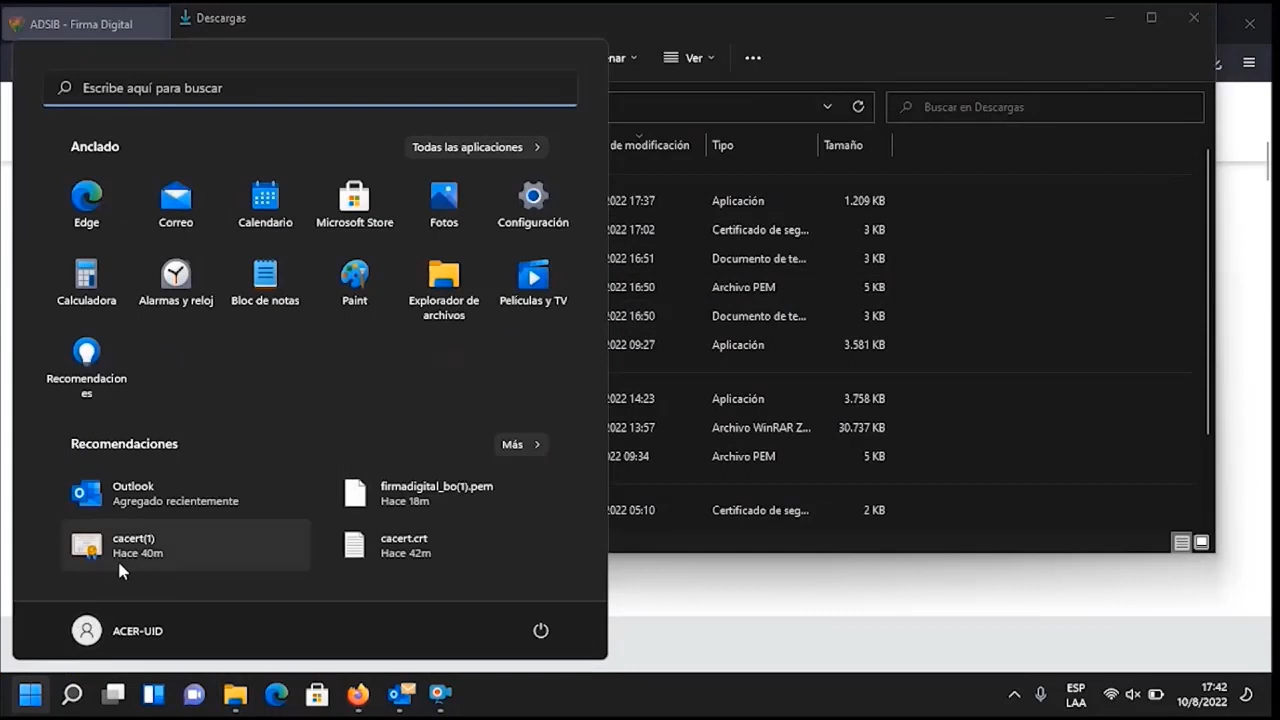 ADSIB - Firma Digital
Descargas
Escribe aquí para buscar
Ver
Buscar en Descargas
Anclado
Todas las aplicaciones
de modificación
Tipo
Tamaño
Edge
Correo
Calendario
Microsoft Store
Fotos
Configuración
Calculadora
Alarmas y reloj
Bloc de notas
Paint
Explorador de
archivos
Películas y TV
Recomendacion
es
2022 17:37 Aplicación 1.209 KB
2022 17:02 Certificado de seg... 3 KB
2022 16:51 Documento de te... 3 KB
2022 16:50 Archivo PEM 5 KB
2022 16:50 Documento de te... 3 KB
2022 09:27 Aplicación 3.581 KB
2022 14:23 Aplicación 3.758 KB
2022 13:57 Archivo WinRAR Z... 30.737 KB
2022 09:34 Archivo PEM 5 KB
2022 05:10 Certificado de seg... 2 KB
Recomendaciones
Más
Outlook
Agregado recientemente
firmadigital_bo(1).pem
Hace 18m
cacert(1)
Hace 40m
cacert.crt
Hace 42m
ACER-UID
ESP
LAA
17:42
10/8/2022